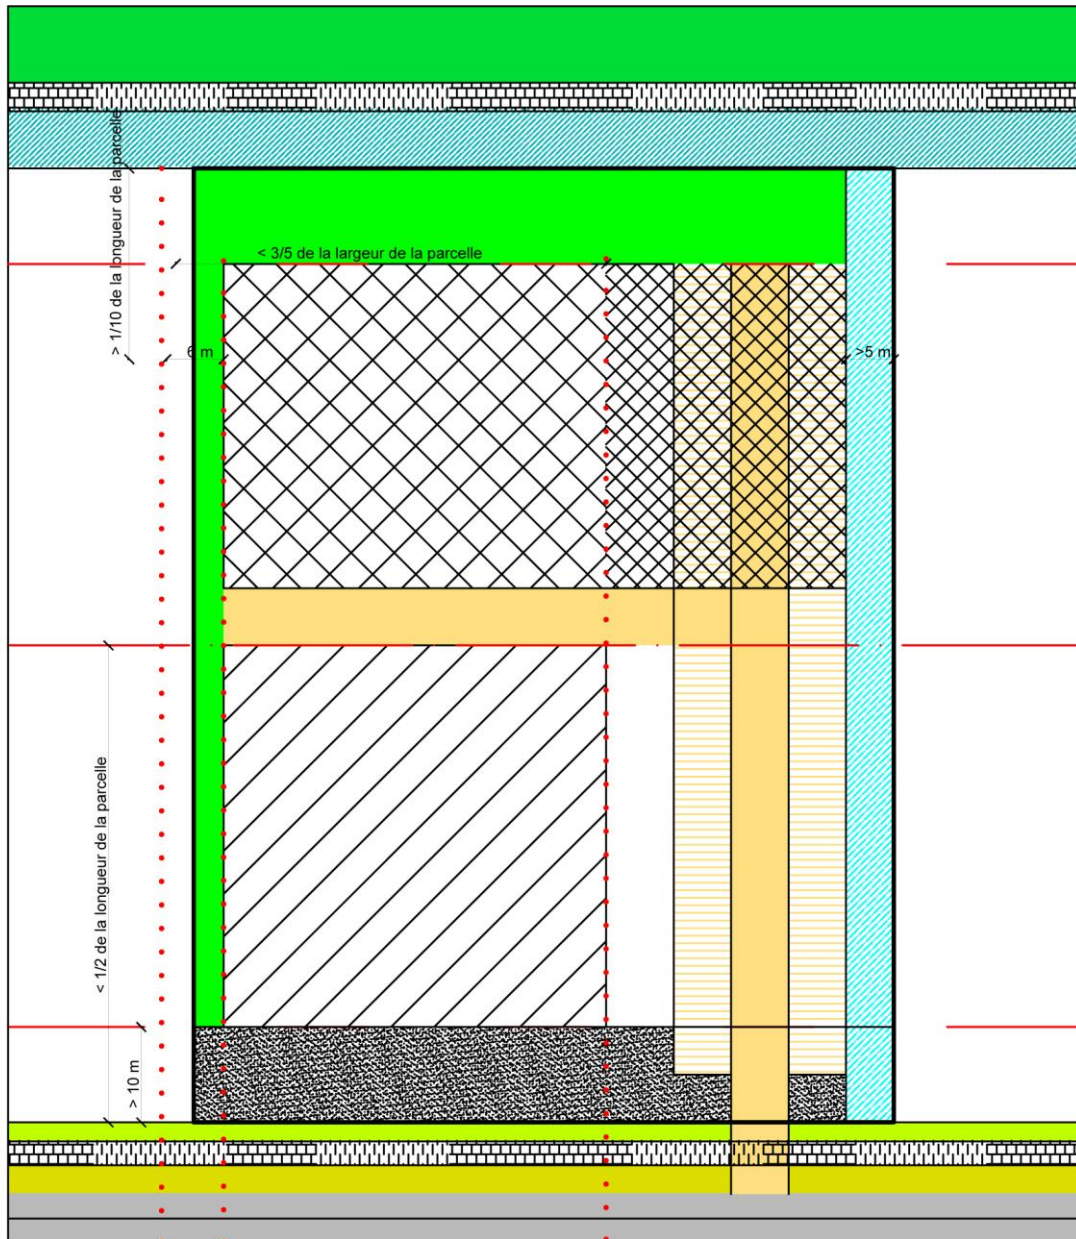 > 1/10 de la longueur de la parcelle
< 3/5 de la largeur de la parcelle
6 m
>5 m
< 1/2 de la longueur de la parcelle
> 10 m